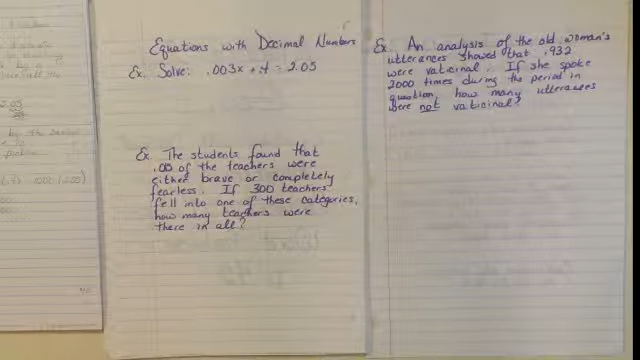 Equations with Decimal Numbers
Ex. Solve: .003x + .4 = 2.05
Ex. The students found that
.05 of the teachers were
either brave or completely
fearless. If 300 teachers
fell into one of these categories,
how many teachers were
there in all?
Ex. An analysis of the old woman's
utterances showed that .932
were vaticinal. If she spoke
2000 times during the period in
question how many utterances
were not vaticinal?